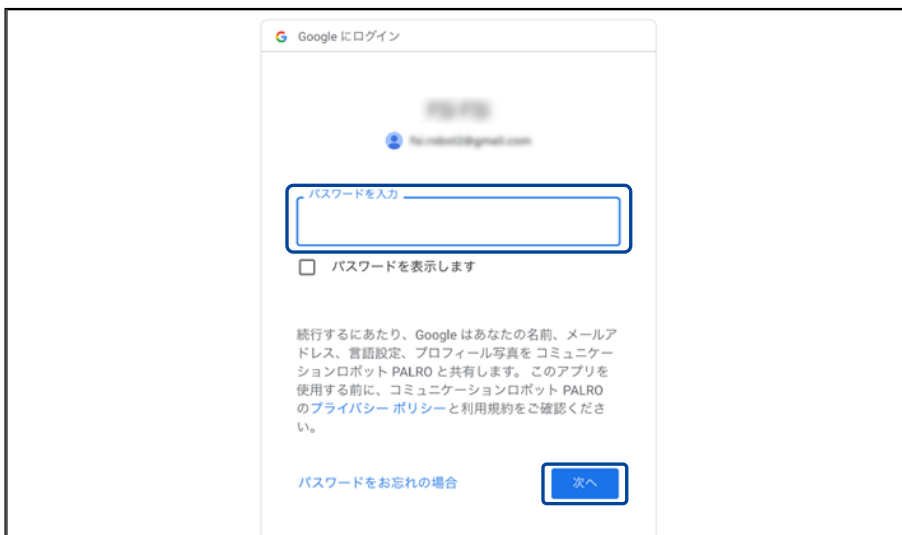 Google にログイン
パスワードを入力
パスワードを表示します
続行するにあたり、Google はあなたの名前、メールア
ドレス、言語設定、プロフィール写真を コミュニケー
ションロボット PALRO と共有します。 このアプリを
使用する前に、コミュニケーションロボット PALRO
のプライバシー ポリシーと利用規約をご確認くださ
い。
パスワードをお忘れの場合
次へ